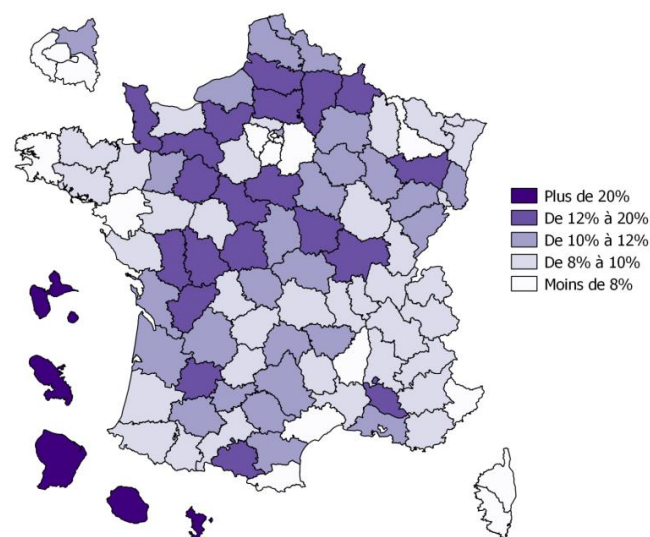 Plus de 20%
De 12% à 20%
De 10% à 12%
De 8% à 10%
Moins de 8%